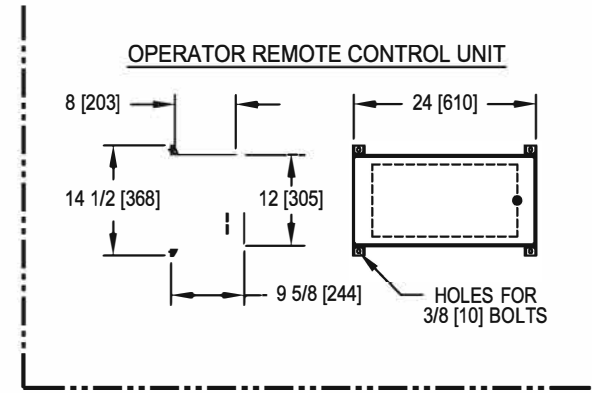 OPERATOR REMOTE CONTROL UNIT
8 [203]
24 [610]
14 1/2 [368]
12 [305]
9 5/8 [244]
HOLES FOR
3/8 [10] BOLTS